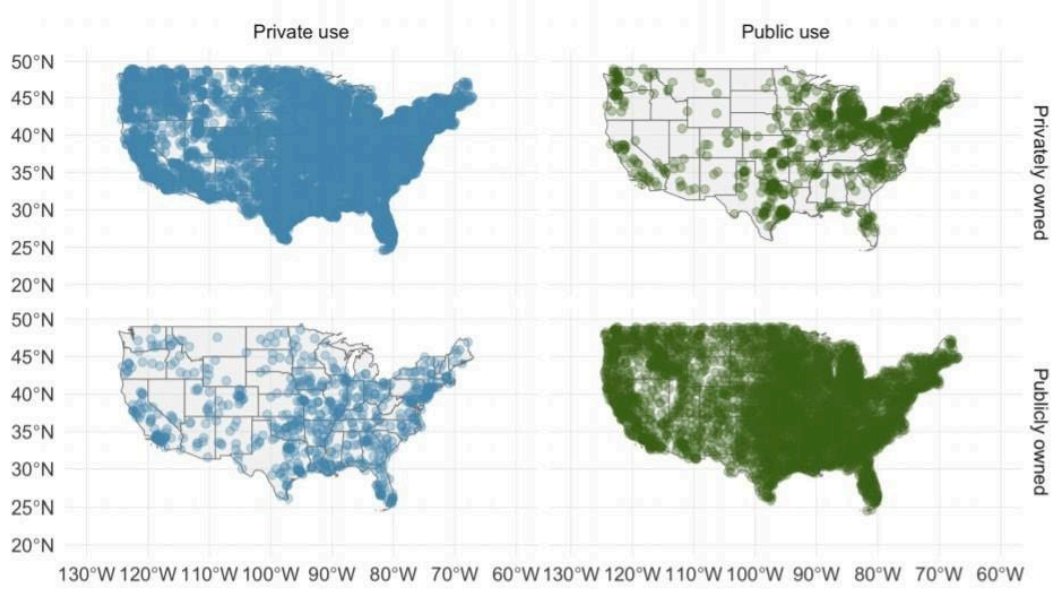 Private use
Public use
50°N
45°N
40°N
35°N
30°N
25°N
20°N
Privately owned
50°N
45°N
40°N
35°N
30°N
25°N
20°N
Publicly owned
130°W 120°W 110°W 100°W 90°W 80°W 70°W 60°W 130°W 120°W 110°W 100°W 90°W 80°W 70°W 60°W